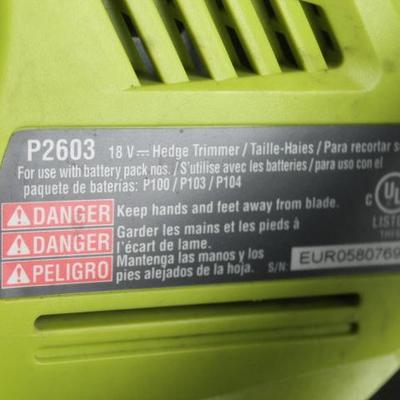 P2603 18 V Hedge Trimmer / Taille-Haies / Para recortar s
For use with battery pack nos. / S'utilise avec les batteries / para uso con el
paquete de baterias: P100 / P103 / P104
DANGER Keep hands and feet away from blade.
DANGER Garder les mains et les pieds à
l'écart de lame.
PELIGRO Mantenga las manos y los
pies alejados de la hoja.
C UL
LISTE
S/N: EUR0580769